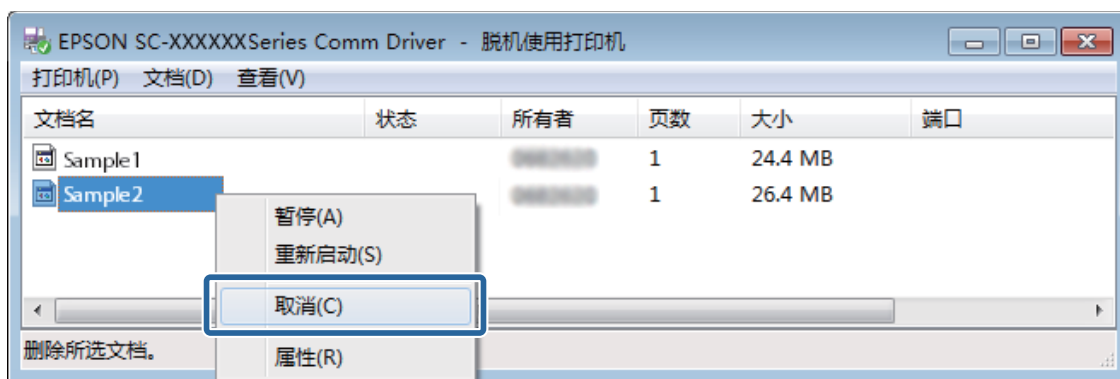 EPSON SC-XXXXXXSeries Comm Driver - 脱机使用打印机
打印机(P) 文档(D) 查看(V)
文档名 状态 所有者 页数 大小 端口
Sample1 1 24.4 MB
Sample2 1 26.4 MB
暂停(A)
重新启动(S)
取消(C)
属性(R)
删除所选文档。